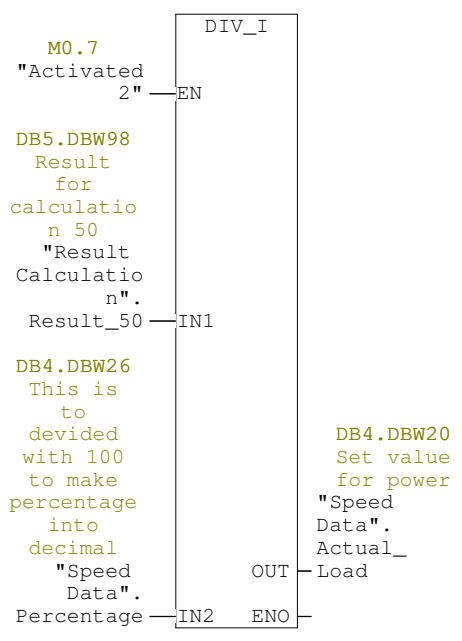 DIV_I
M0.7
"Activated
2"
EN
DB5.DBW98
Result
for
calculatio
n 50
"Result
Calculatio
n".
Result_50
IN1
DB4.DBW26
This is
to
devided
with 100
to make
percentage
into
decimal
"Speed
Data".
Percentage
IN2
DB4.DBW20
Set value
for power
"Speed
Data".
Actual_
Load
OUT
ENO